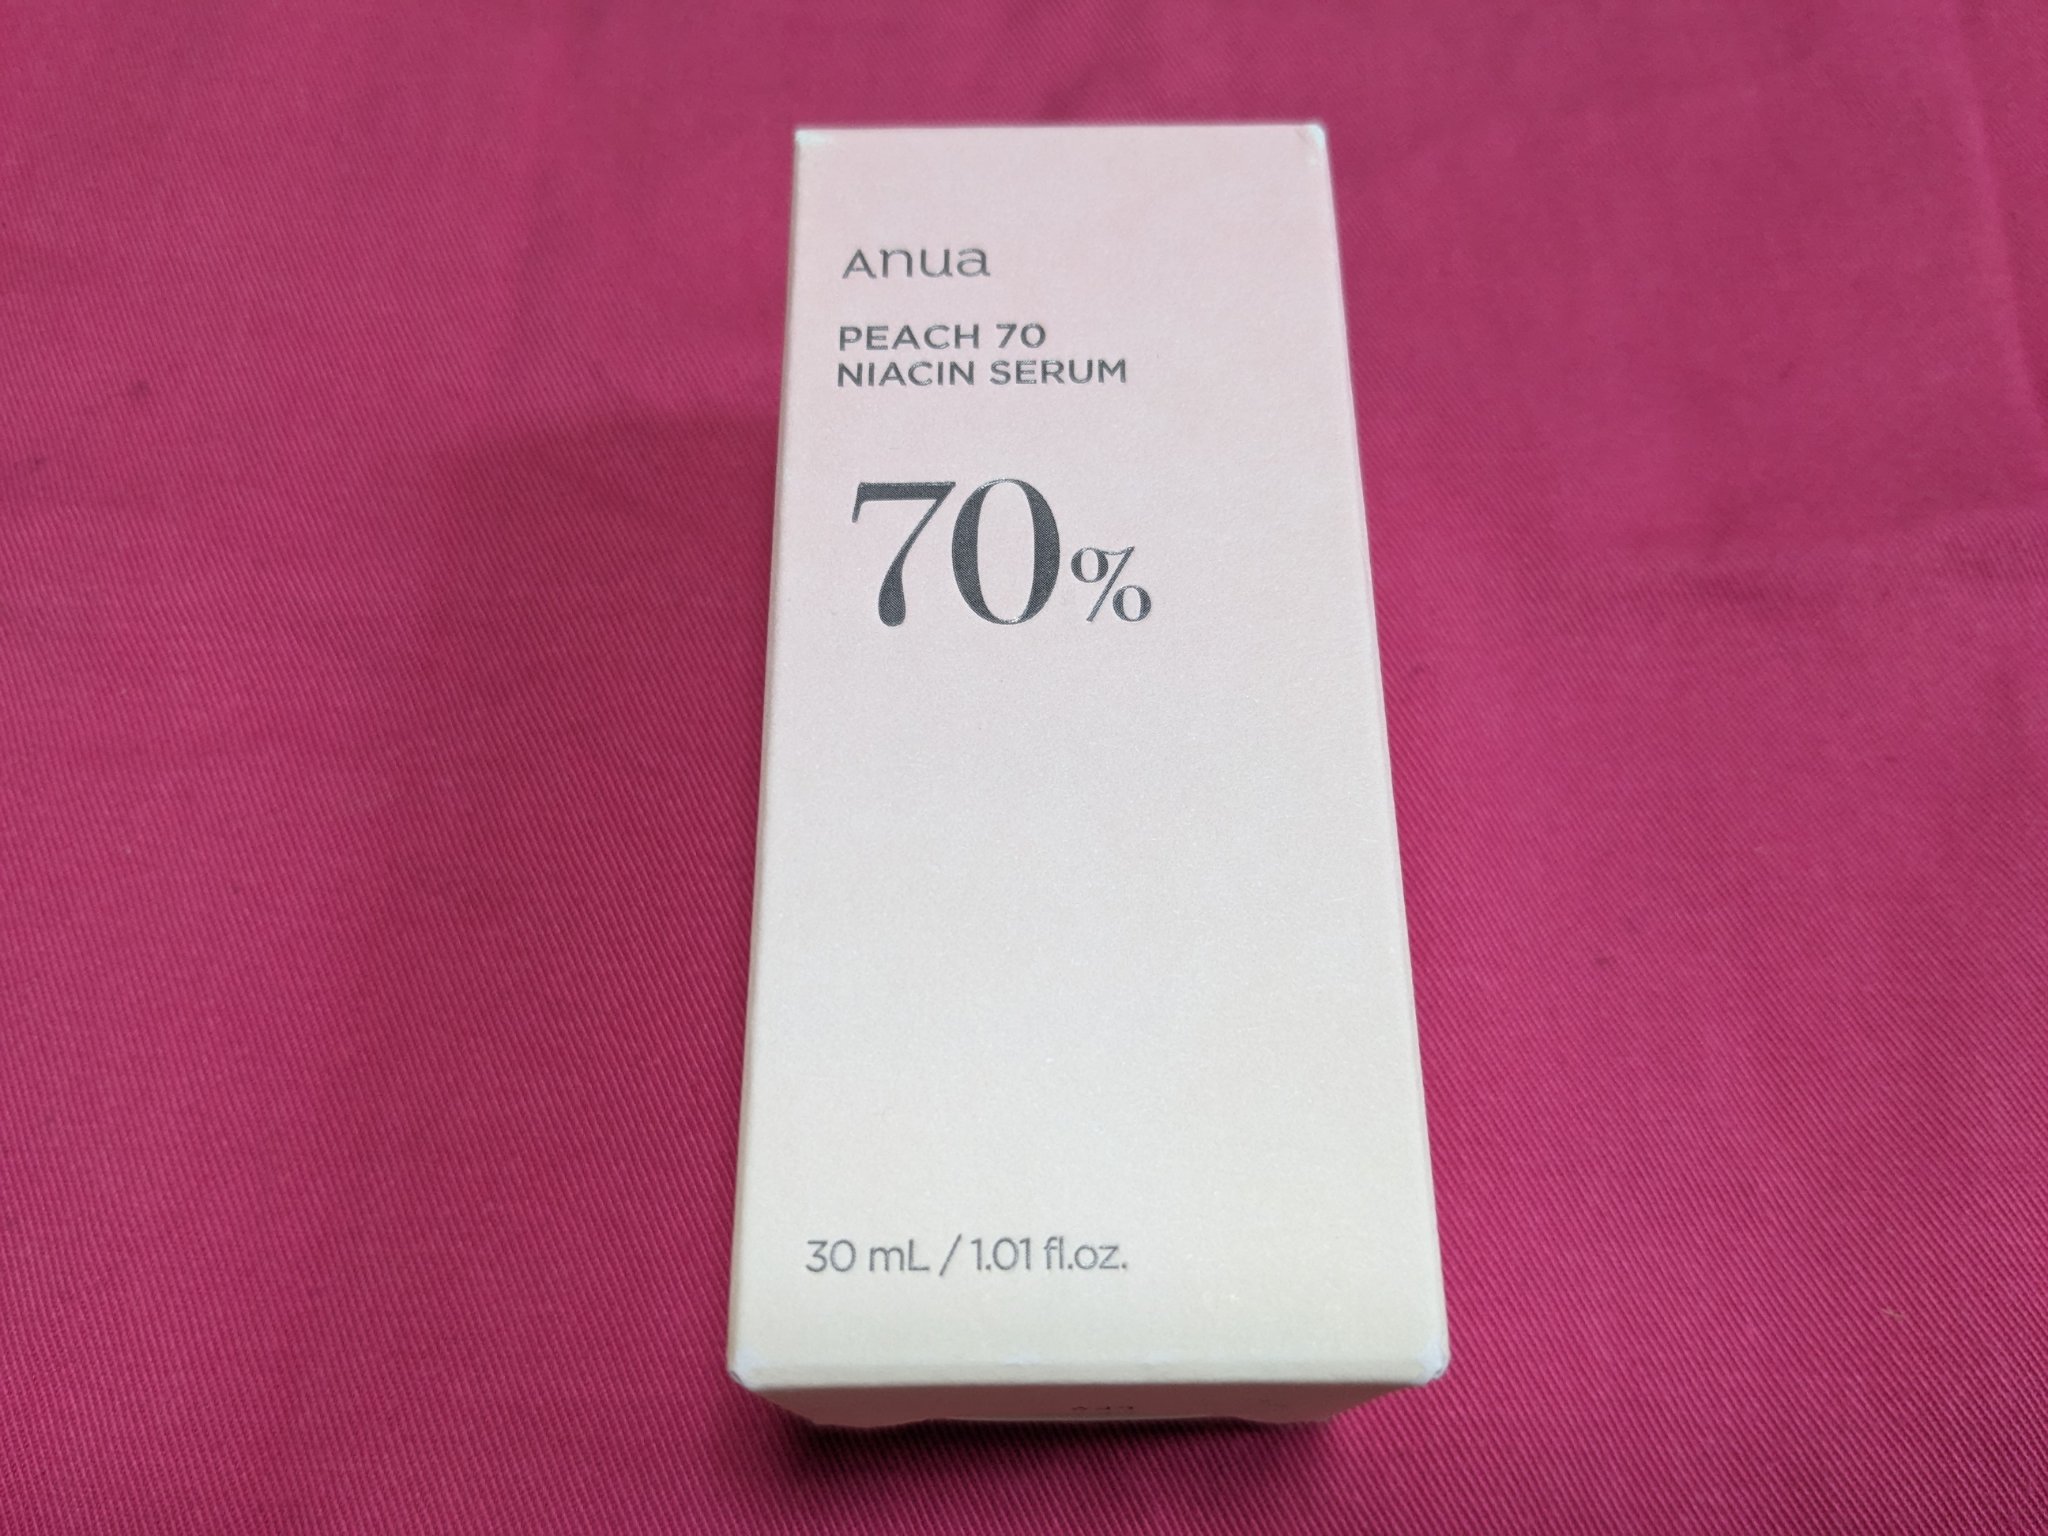 Anua
PEACH 70
NIACIN SERUM
70%
30 mL / 1.01 fl.oz.